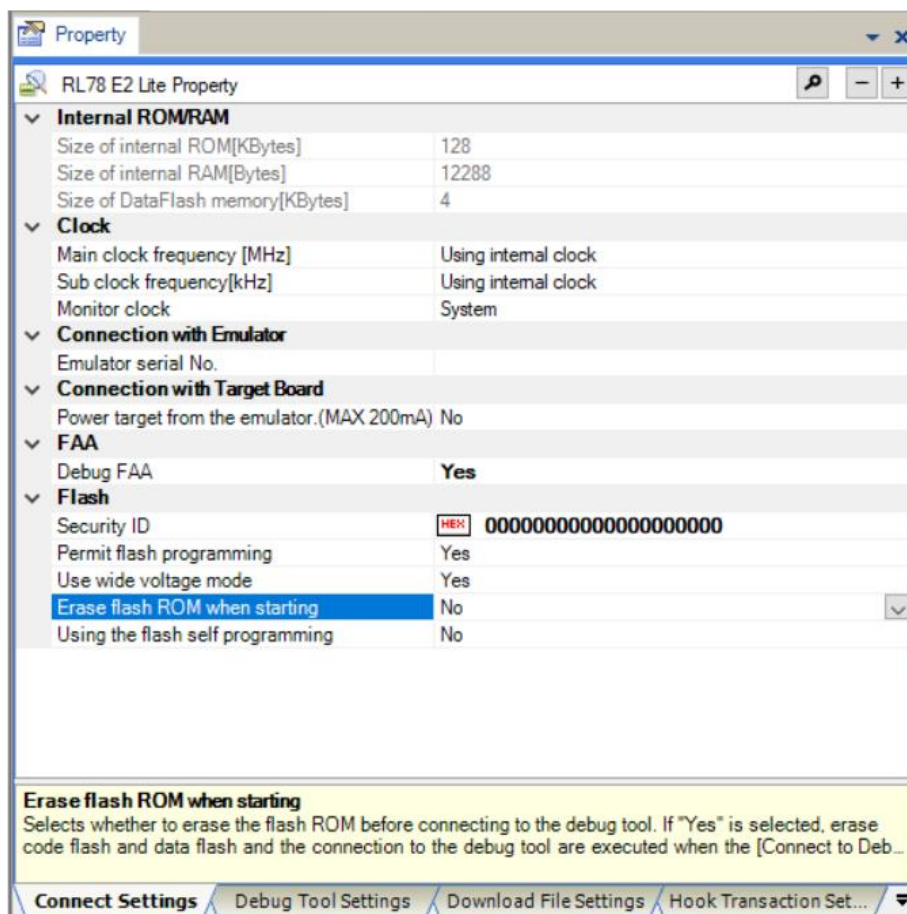 Property
RL78 E2 Lite Property
Internal ROM/RAM
Size of internal ROM[KBytes] 128
Size of internal RAM[Bytes] 12288
Size of DataFlash memory[KBytes] 4
Clock
Main clock frequency [MHz] Using internal clock
Sub clock frequency[kHz] Using internal clock
Monitor clock System
Connection with Emulator
Emulator serial No.
Connection with Target Board
Power target from the emulator.(MAX 200mA) No
FAA
Debug FAA Yes
Flash
Security ID HEX 00000000000000000000
Permit flash programming Yes
Use wide voltage mode Yes
Erase flash ROM when starting No
Using the flash self programming No
Erase flash ROM when starting
Selects whether to erase the flash ROM before connecting to the debug tool. If "Yes" is selected, erase
code flash and data flash and the connection to the debug tool are executed when the [Connect to Deb...
Connect Settings Debug Tool Settings Download File Settings Hook Transaction Set...